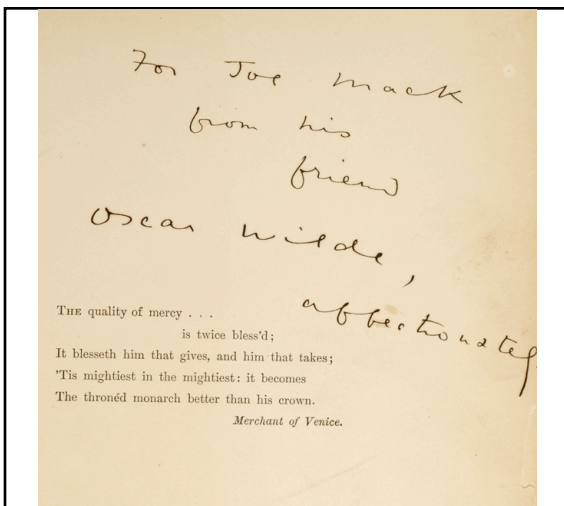 For Joe Mack
from his
friend
Oscar Wilde,
affectionately
THE quality of mercy . . .
is twice bless'd;
It blesseth him that gives, and him that takes;
'Tis mightiest in the mightiest: it becomes
The thronéd monarch better than his crown.
Merchant of Venice.